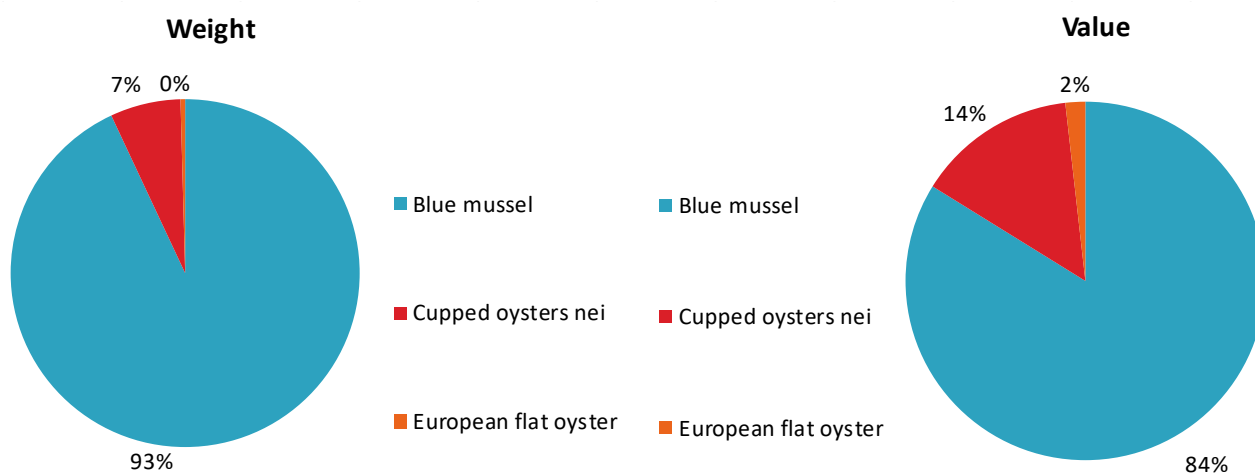 Weight
7%
0%
Blue mussel
Cupped oysters nei
European flat oyster
93%
Value
2%
14%
Blue mussel
Cupped oysters nei
European flat oyster
84%